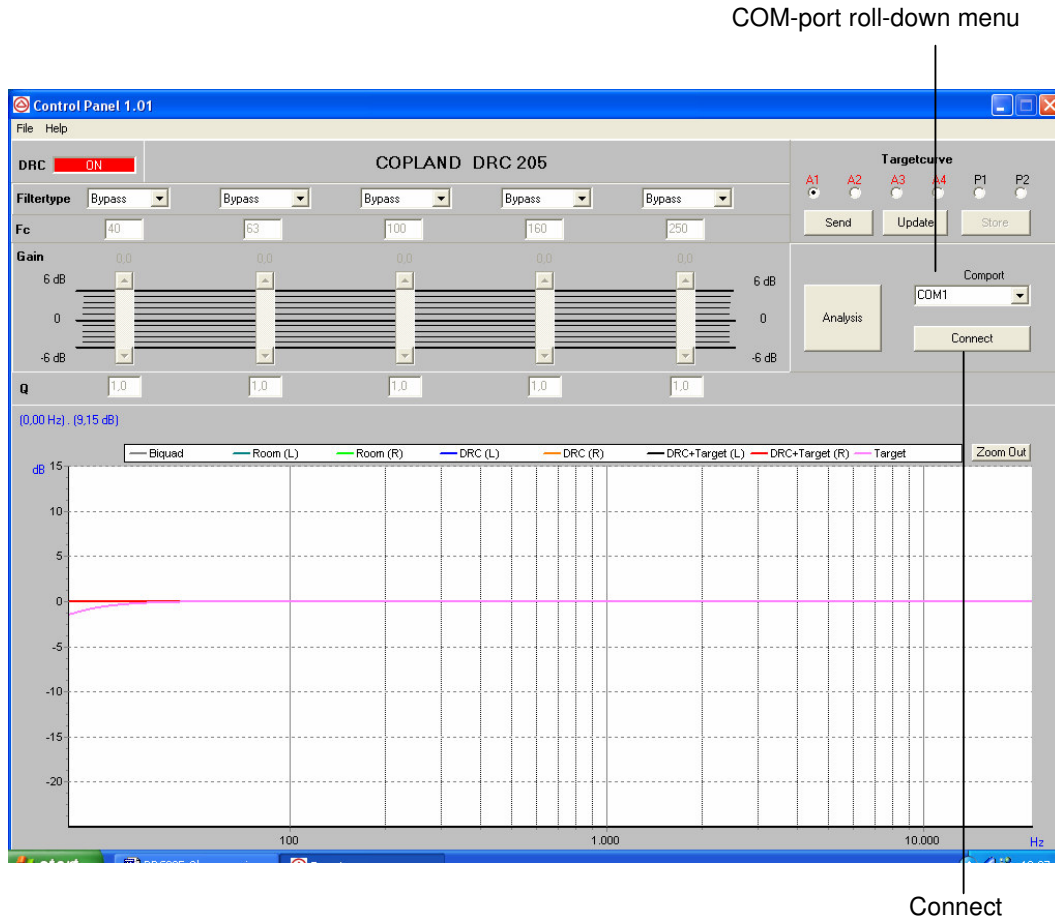 COM-port roll-down menu
Control Panel 1.01
File Help
DRC ON COPLAND DRC 205 Targetcurve
A1 A2 A3 A4 P1 P2
Filtertype Bypass Bypass Bypass Bypass Bypass
Send Update Store
Fc 40 63 100 160 250
Gain 0,0 0,0 0,0 0,0 0,0
6 dB 6 dB
Comport
COM1
0 0
Analysis
Connect
-6 dB -6 dB
Q 1,0 1,0 1,0 1,0 1,0
(0,00 Hz) . (9,15 dB)
Biquad Room (L) Room (R) DRC (L) DRC (R) DRC+Target (L) DRC+Target (R) Target Zoom Out
dB 15
10
5
0
-5
-10
-15
-20
100 1.000 10.000 Hz
start
Connect